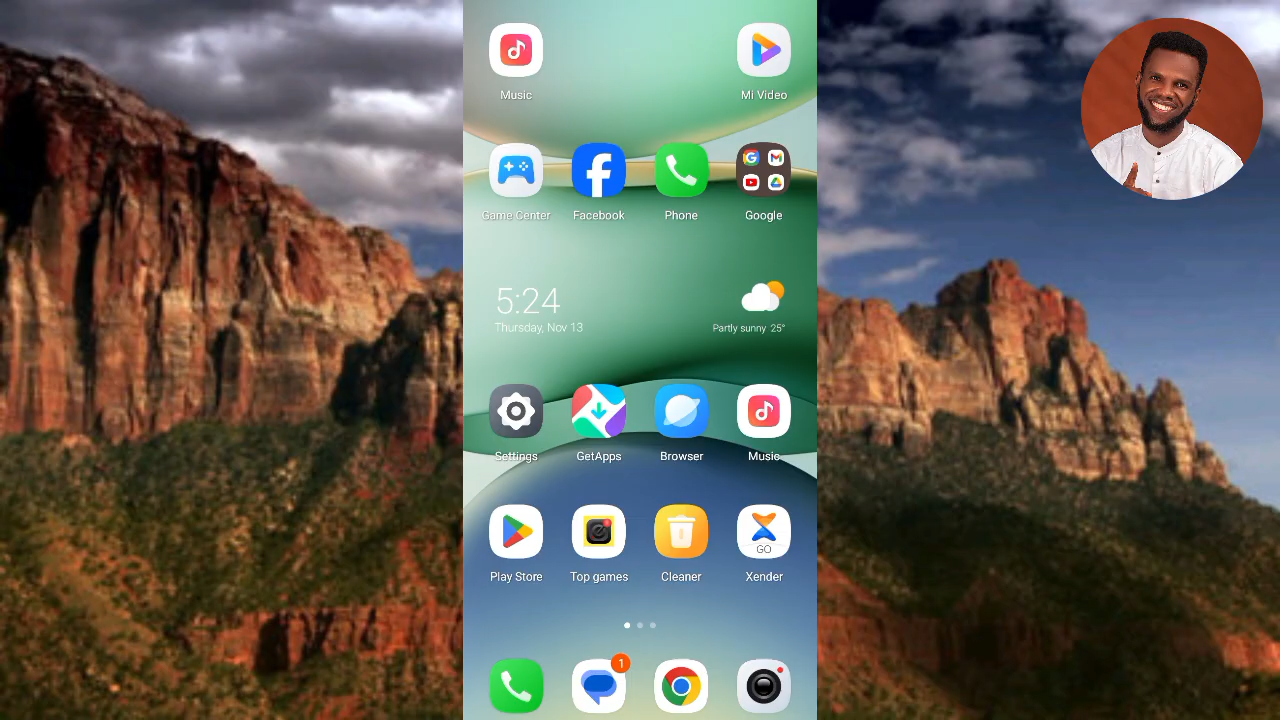 Music
Mi Video
Game Center Facebook Phone Google
5:24
Thursday, Nov 13
Partly sunny 25°
Settings GetApps Browser Music
GO
Play Store Top games Cleaner Xender
1